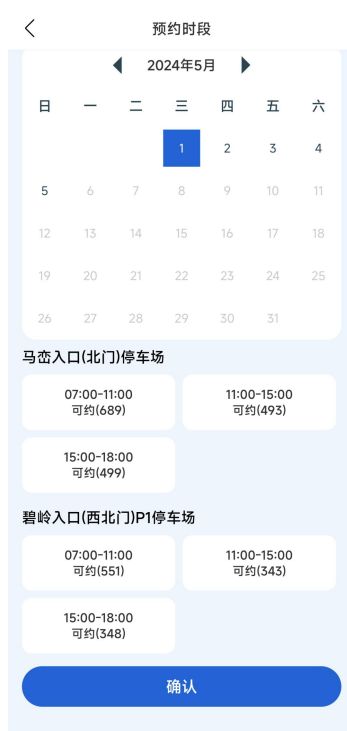 预约时段
2024年5月
日 一 二 三 四 五 六
1 2 3 4
5 6 7 8 9 10 11
12 13 14 15 16 17 18
19 20 21 22 23 24 25
26 27 28 29 30 31
马峦入口(北门)停车场
07:00-11:00 11:00-15:00
可约(689) 可约(493)
15:00-18:00
可约(499)
碧岭入口(西北门)P1停车场
07:00-11:00 11:00-15:00
可约(551) 可约(343)
15:00-18:00
可约(348)
确认